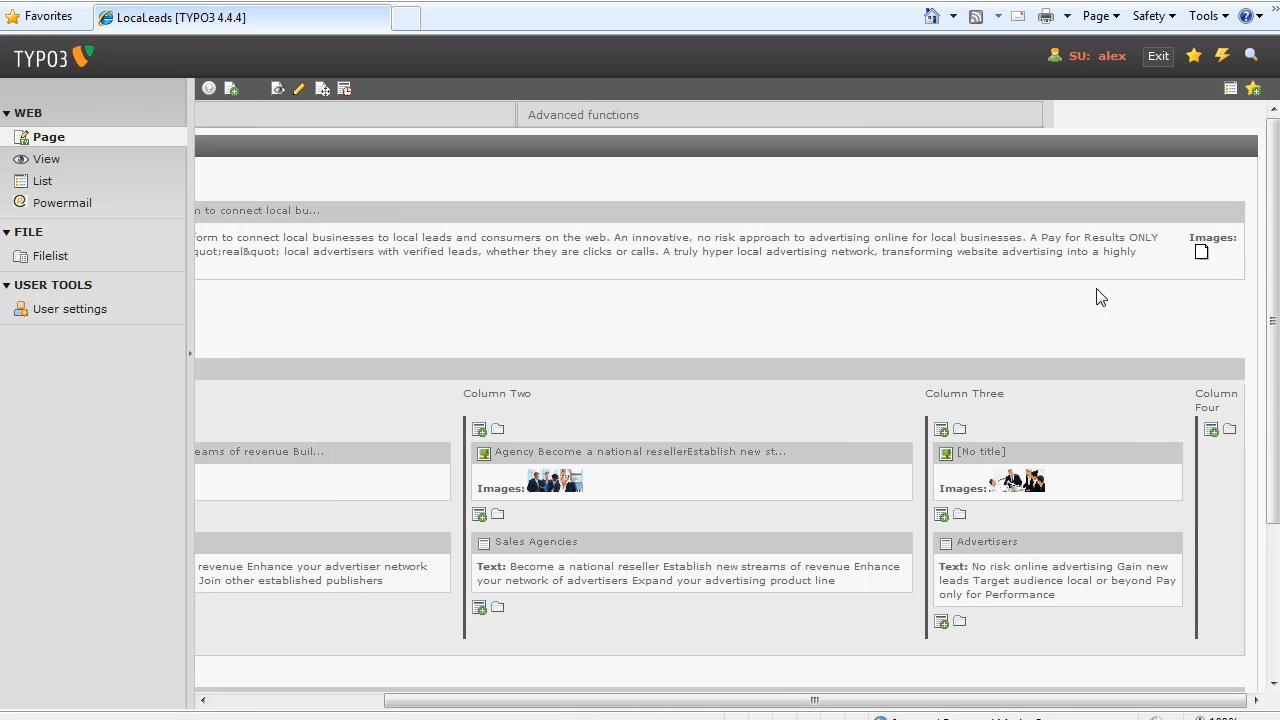 Favorites
LocaLeads [TYPO3 4.4.4]
Page
Safety
Tools
TYPO3
SU: alex
Exit
WEB
Page
View
List
Powermail
FILE
Filelist
USER TOOLS
User settings
Advanced functions
n to connect local bu...
form to connect local businesses to local leads and consumers on the web. An innovative, no risk approach to advertising online for local businesses. A Pay for Results ONLY
quot;real&quot; local advertisers with verified leads, whether they are clicks or calls. A truly hyper local advertising network, transforming website advertising into a highly
Images:
Column Two
Column Three
Column
Four
eams of revenue Buil...
Agency Become a national resellerEstablish new st...
[No title]
Images:
Images:
Sales Agencies
Advertisers
revenue Enhance your advertiser network
Join other established publishers
Text: Become a national reseller Establish new streams of revenue Enhance
your network of advertisers Expand your advertising product line
Text: No risk online advertising Gain new
leads Target audience local or beyond Pay
only for Performance